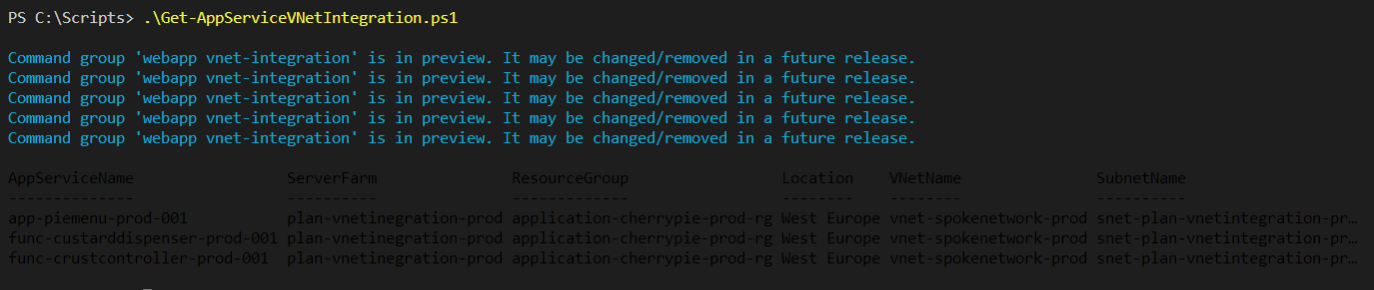 PS C:\Scripts> .\Get-AppServiceVNetIntegration.ps1
Command group 'webapp vnet-integration' is in preview. It may be changed/removed in a future release.
Command group 'webapp vnet-integration' is in preview. It may be changed/removed in a future release.
Command group 'webapp vnet-integration' is in preview. It may be changed/removed in a future release.
Command group 'webapp vnet-integration' is in preview. It may be changed/removed in a future release.
Command group 'webapp vnet-integration' is in preview. It may be changed/removed in a future release.
AppServiceName ServerFarm ResourceGroup Location VNetName SubnetName
-------------- ---------- ------------- -------- -------- ----------
app-piemenu-prod-001 plan-vnetinegration-prod application-cherrypie-prod-rg West Europe vnet-spokenetwork-prod snet-plan-vnetintegration-pr…
func-custarddispenser-prod-001 plan-vnetinegration-prod application-cherrypie-prod-rg West Europe vnet-spokenetwork-prod snet-plan-vnetintegration-pr…
func-crustcontroller-prod-001 plan-vnetinegration-prod application-cherrypie-prod-rg West Europe vnet-spokenetwork-prod snet-plan-vnetintegration-pr…